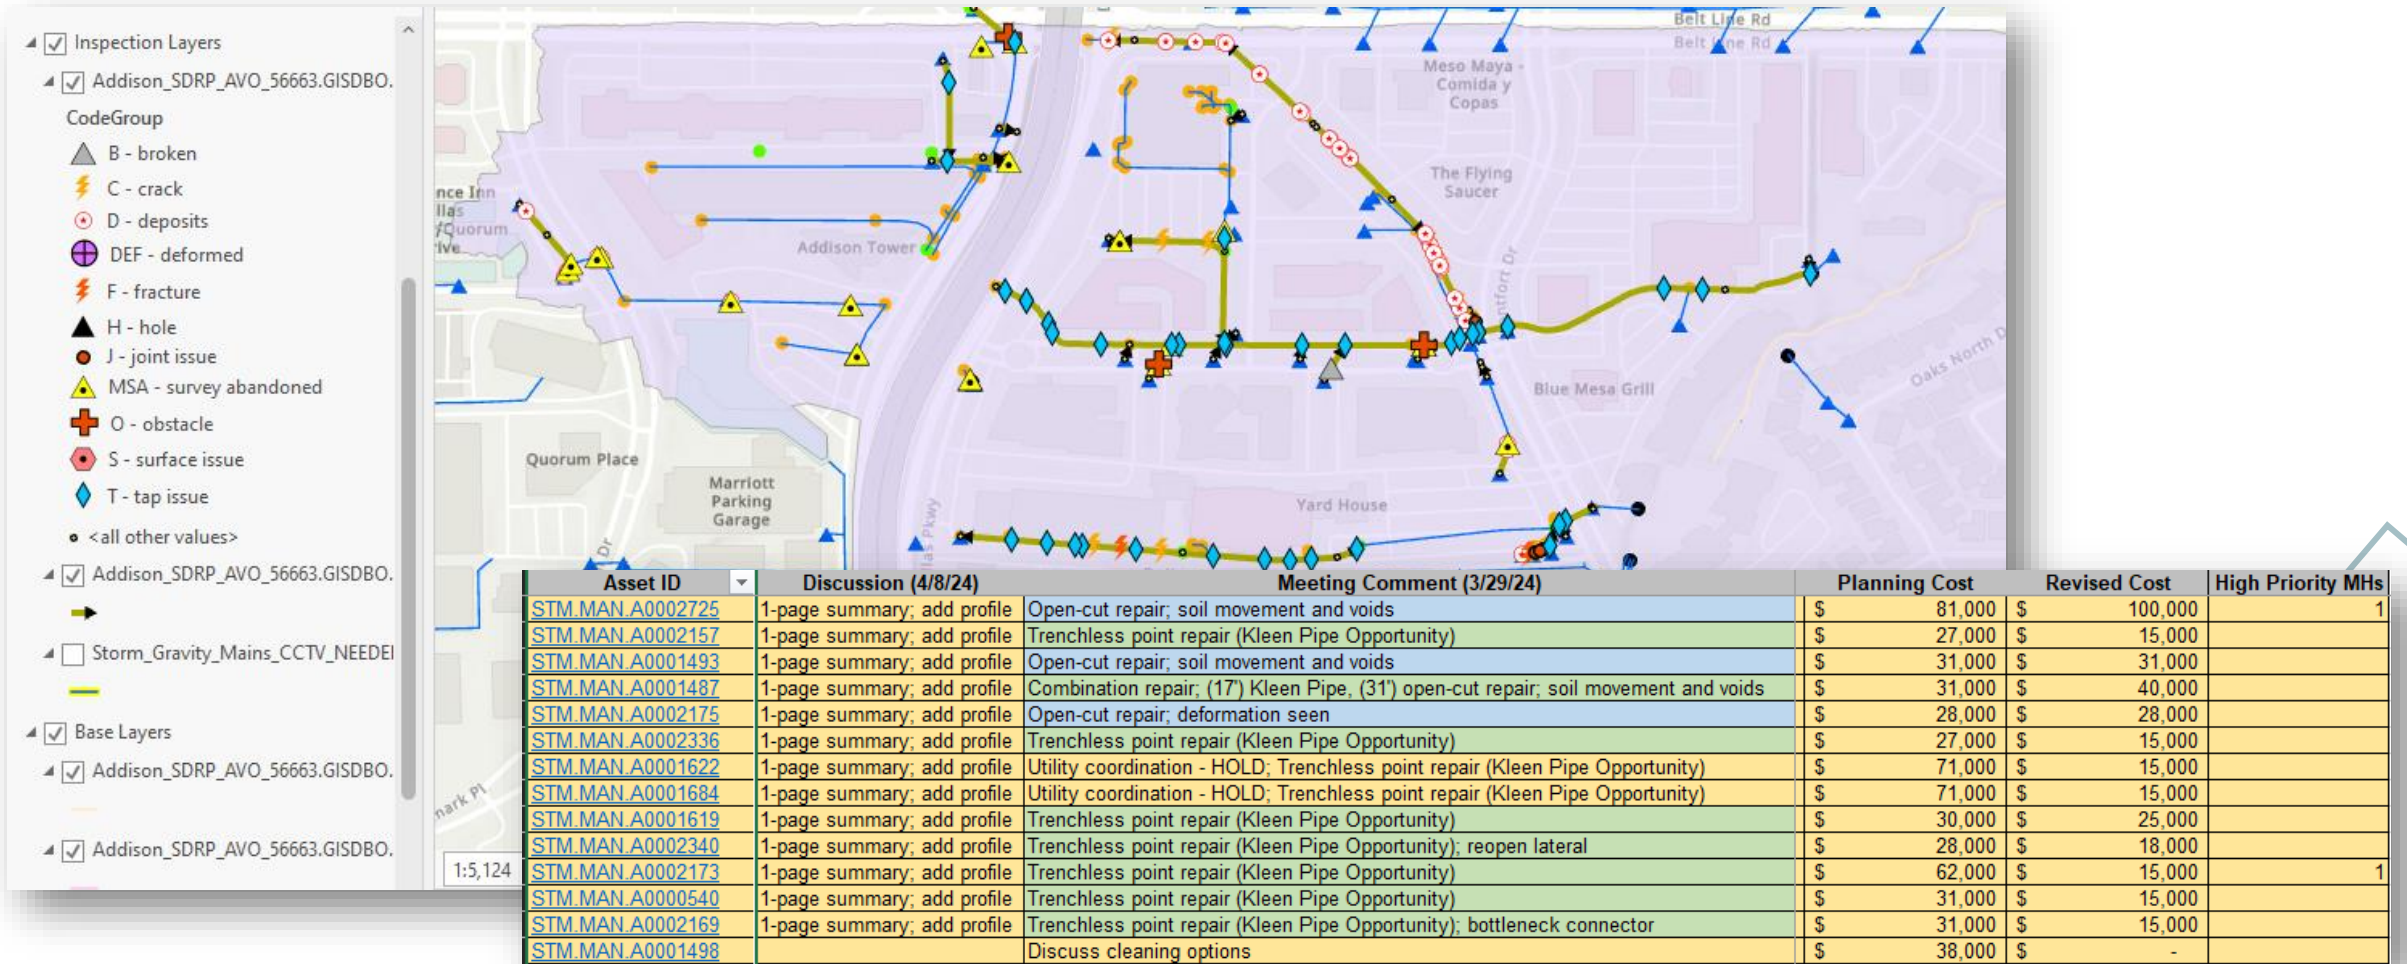 Inspection Layers
Addison_SDRP_AVO_56663.GISDBO.
CodeGroup
B - broken
C - crack
D - deposits
DEF - deformed
F - fracture
H - hole
J - joint issue
MSA - survey abandoned
O - obstacle
S - surface issue
T - tap issue
<all other values>
Addison_SDRP_AVO_56663.GISDBO.
Storm_Gravity_Mains_CCTV_NEEDEI
Base Layers
Addison_SDRP_AVO_56663.GISDBO.
Addison_SDRP_AVO_56663.GISDBO.
Belt Line Rd
Belt Line Rd
Meso Maya -
Comida y
Copas
The Flying
Saucer
nce Inn
llas
/Quorum
ive
Addison Tower
ntfort Dr
Oaks North D
Blue Mesa Grill
Quorum Place
Marriott
Parking
Garage
Yard House
las Pkwy
Dr
mark Pl
1:5,124
Asset ID Discussion (4/8/24) Meeting Comment (3/29/24) Planning Cost Revised Cost High Priority MHs
STM.MAN.A0002725 1-page summary; add profile Open-cut repair; soil movement and voids $ 81,000 $ 100,000 1
STM.MAN.A0002157 1-page summary; add profile Trenchless point repair (Kleen Pipe Opportunity) $ 27,000 $ 15,000
STM.MAN.A0001493 1-page summary; add profile Open-cut repair; soil movement and voids $ 31,000 $ 31,000
STM.MAN.A0001487 1-page summary; add profile Combination repair; (17') Kleen Pipe, (31') open-cut repair; soil movement and voids $ 31,000 $ 40,000
STM.MAN.A0002175 1-page summary; add profile Open-cut repair; deformation seen $ 28,000 $ 28,000
STM.MAN.A0002336 1-page summary; add profile Trenchless point repair (Kleen Pipe Opportunity) $ 27,000 $ 15,000
STM.MAN.A0001622 1-page summary; add profile Utility coordination - HOLD; Trenchless point repair (Kleen Pipe Opportunity) $ 71,000 $ 15,000
STM.MAN.A0001684 1-page summary; add profile Utility coordination - HOLD; Trenchless point repair (Kleen Pipe Opportunity) $ 71,000 $ 15,000
STM.MAN.A0001619 1-page summary; add profile Trenchless point repair (Kleen Pipe Opportunity) $ 30,000 $ 25,000
STM.MAN.A0002340 1-page summary; add profile Trenchless point repair (Kleen Pipe Opportunity); reopen lateral $ 28,000 $ 18,000
STM.MAN.A0002173 1-page summary; add profile Trenchless point repair (Kleen Pipe Opportunity) $ 62,000 $ 15,000 1
STM.MAN.A0000540 1-page summary; add profile Trenchless point repair (Kleen Pipe Opportunity) $ 31,000 $ 15,000
STM.MAN.A0002169 1-page summary; add profile Trenchless point repair (Kleen Pipe Opportunity); bottleneck connector $ 31,000 $ 15,000
STM.MAN.A0001498 Discuss cleaning options $ 38,000 $ -